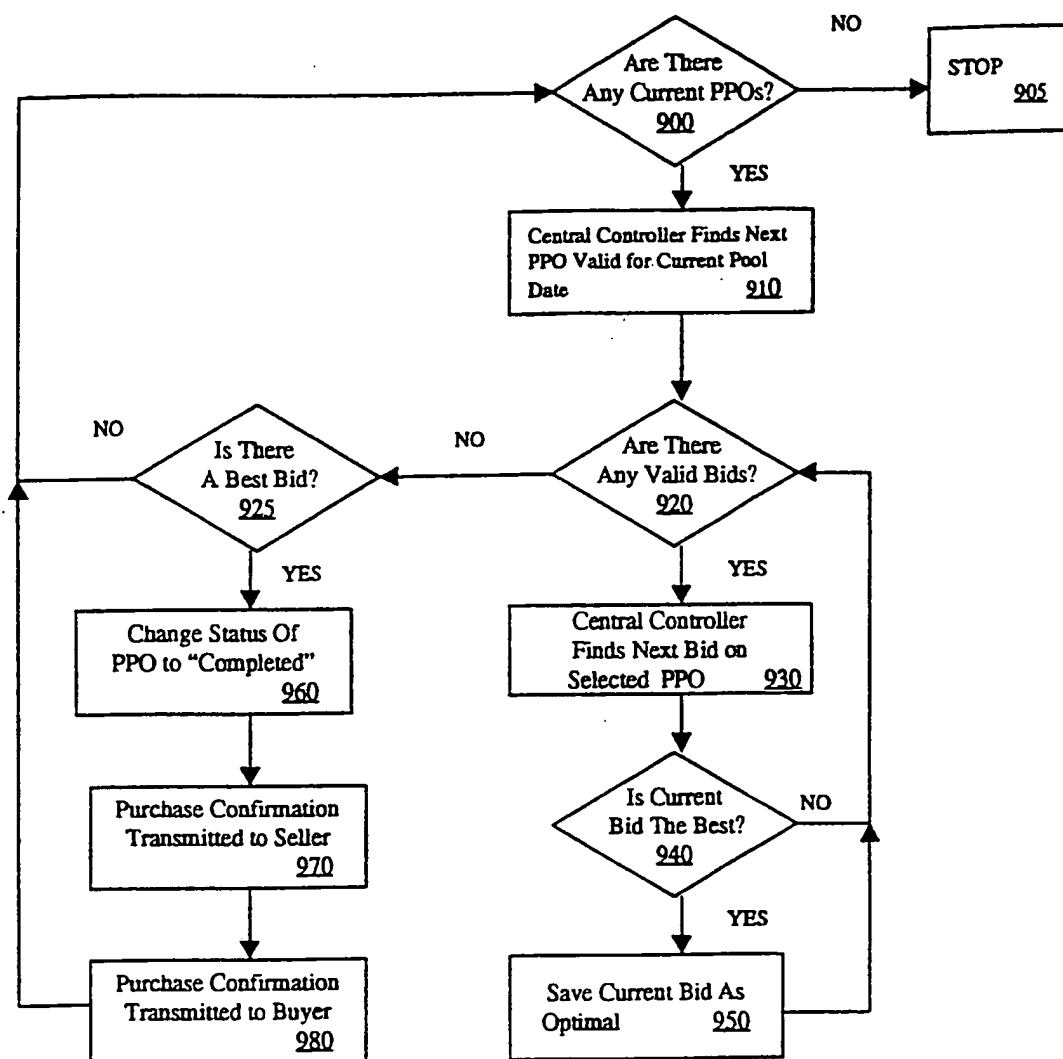 NO
Are There
Any Current PPOs?
900
STOP
905
YES
Central Controller Finds Next
PPO Valid for Current Pool
Date 910
NO
Is There
A Best Bid?
925
NO
Are There
Any Valid Bids?
920
YES
Change Status Of
PPO to “Completed”
960
YES
Central Controller
Finds Next Bid on
Selected PPO 930
Purchase Confirmation
Transmitted to Seller
970
Is Current
Bid The Best?
940
NO
YES
Purchase Confirmation
Transmitted to Buyer
980
Save Current Bid As
Optimal 950